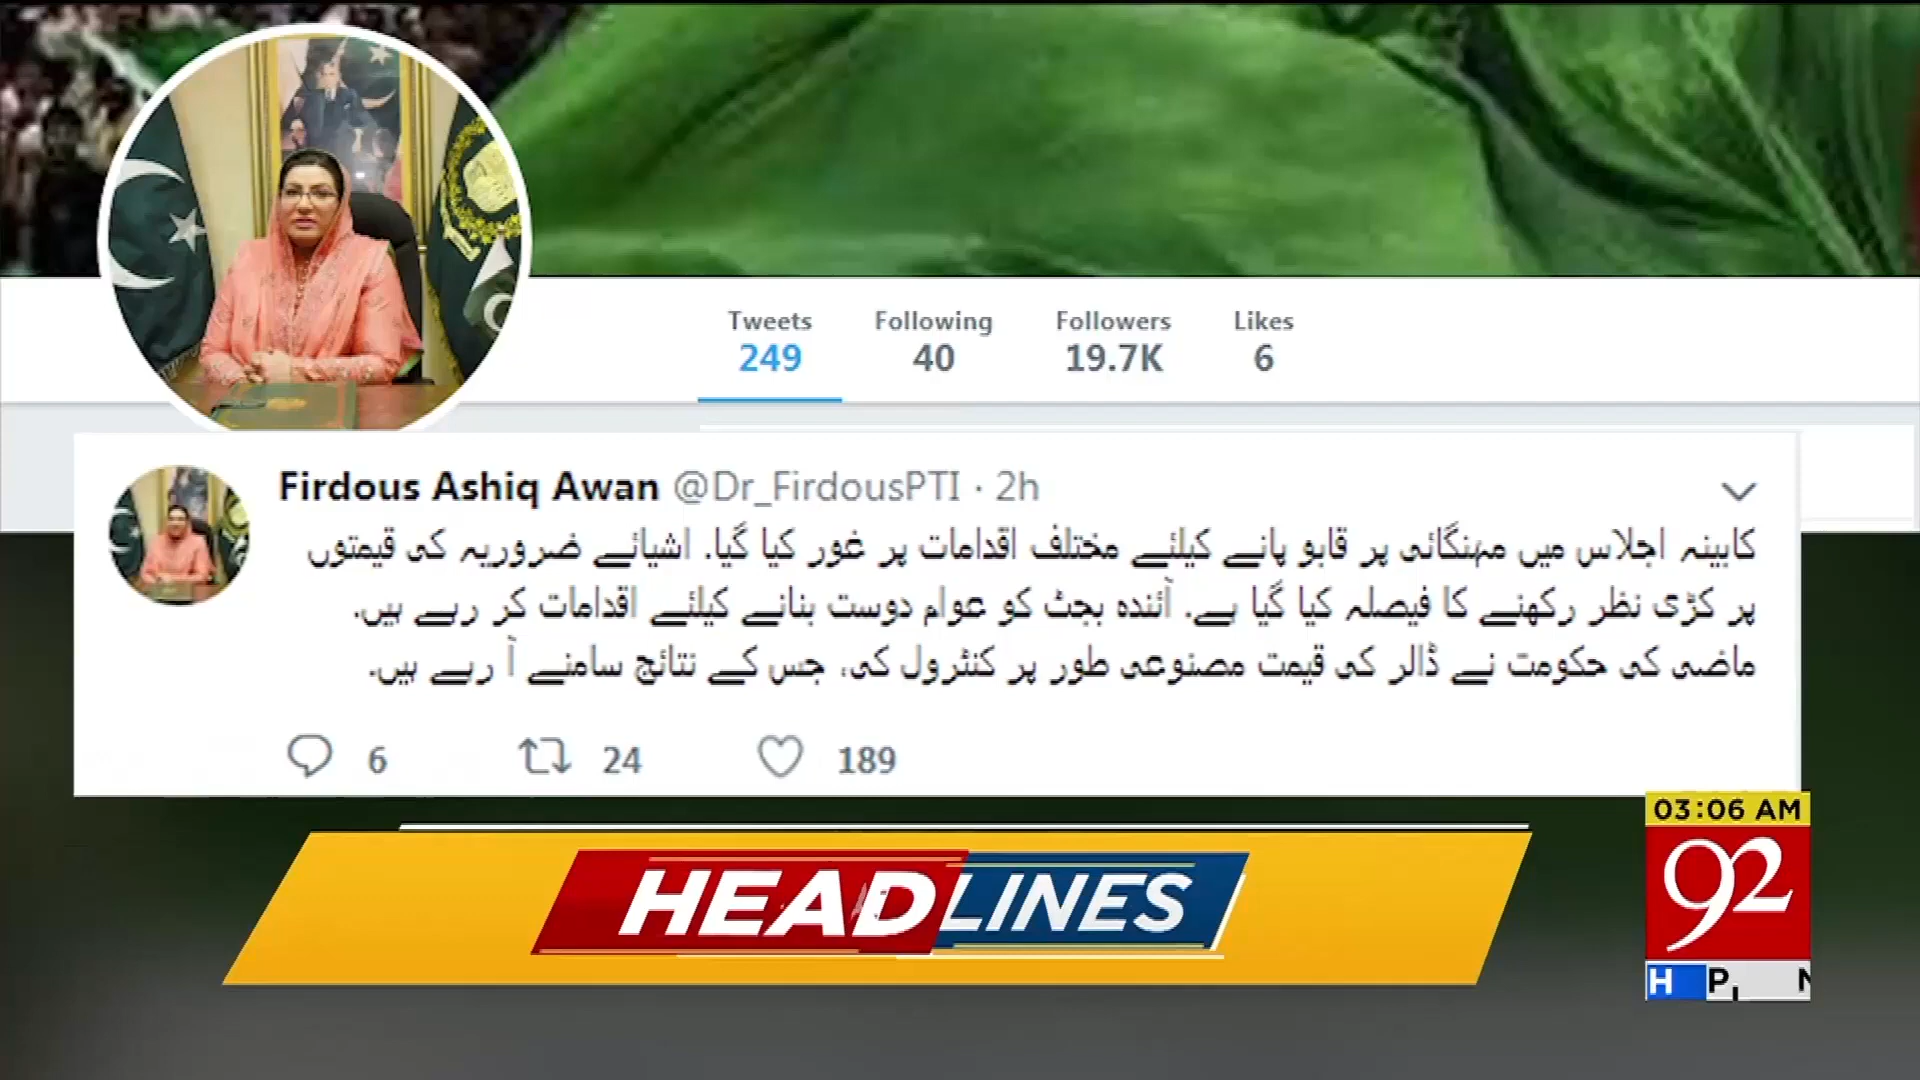 Tweets Following Followers Likes
249 40 19.7K 6
Firdous Ashiq Awan @Dr_FirdousPTI · 2h
کابینہ اجلاس میں مہنگائی پر قابو پانے کیلئے مختلف اقدامات پر غور کیا گیا۔ اشیائے ضروریہ کی قیمتوں
پر کڑی نظر رکھنے کا فیصلہ کیا گیا ہے۔ آئندہ بجٹ کو عوام دوست بنانے کیلئے اقدامات کر رہے ہیں۔
ماضی کی حکومت نے ڈالر کی قیمت مصنوعی طور پر کنٹرول کی، جس کے نتائج سامنے آ رہے ہیں۔
6 24 189
HEADLINES
03:06 AM
92
H P